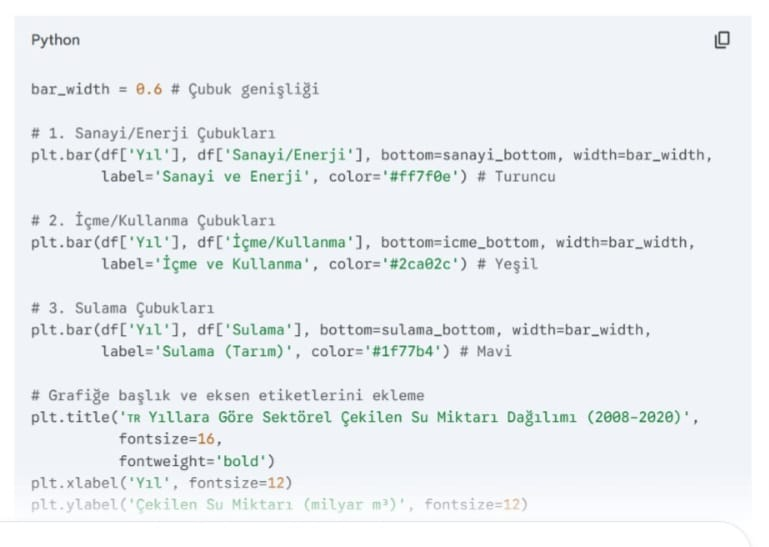 Python
bar_width = 0.6 # Çubuk genişliği
# 1. Sanayi/Enerji Çubukları
plt.bar(df['Yıl'], df['Sanayi/Enerji'], bottom=sanayi_bottom, width=bar_width,
label='Sanayi ve Enerji', color='#ff7f0e') # Turuncu
# 2. İçme/Kullanma Çubukları
plt.bar(df['Yıl'], df['İçme/Kullanma'], bottom=icme_bottom, width=bar_width,
label='İçme ve Kullanma', color='#2ca02c') # Yeşil
# 3. Sulama Çubukları
plt.bar(df['Yıl'], df['Sulama'], bottom=sulama_bottom, width=bar_width,
label='Sulama (Tarım)', color='#1f77b4') # Mavi
# Grafiğe başlık ve eksen etiketlerini ekleme
plt.title('TR Yıllara Göre Sektörel Çekilen Su Miktarı Dağılımı (2008-2020)',
fontsize=16,
fontweight='bold')
plt.xlabel('Yıl', fontsize=12)
plt.ylabel('Çekilen Su Miktarı (milyar m³)', fontsize=12)